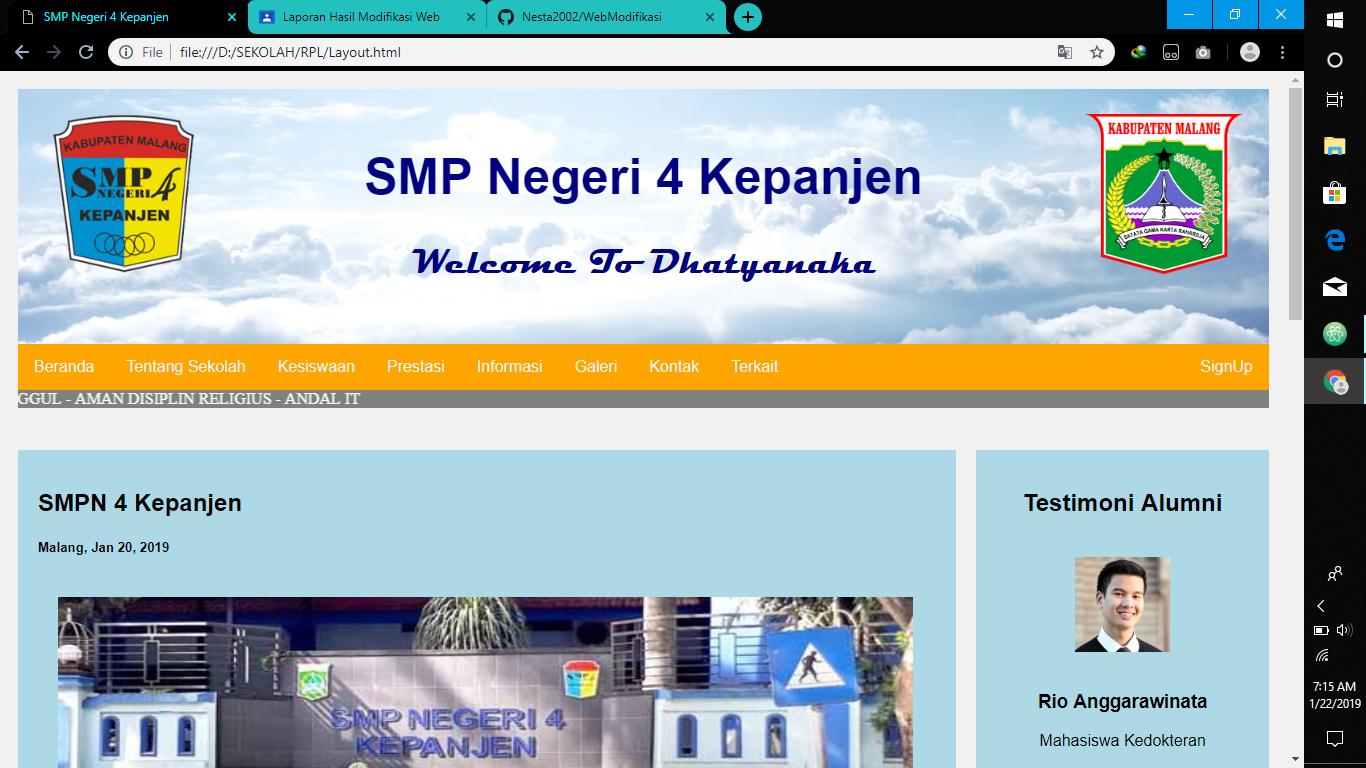 SMP Negeri 4 Kepanjen
Laporan Hasil Modifikasi Web
Nesta2002/WebModifikasi
File
file:///D:/SEKOLAH/RPL/Layout.html
KABUPATEN MALANG
SMP
NEGERI 4
KEPANJEN
SMP Negeri 4 Kepanjen
Welcome To Dhatyanaka
KABUPATEN MALANG
SATATA GAMA KARTA RAHARDJA
Beranda Tentang Sekolah Kesiswaan Prestasi Informasi Galeri Kontak Terkait SignUp
GGUL - AMAN DISIPLIN RELIGIUS - ANDAL IT
SMPN 4 Kepanjen
Malang, Jan 20, 2019
SMP NEGERI 4
KEPANJEN
Testimoni Alumni
Rio Anggarawinata
Mahasiswa Kedokteran
7:15 AM
1/22/2019